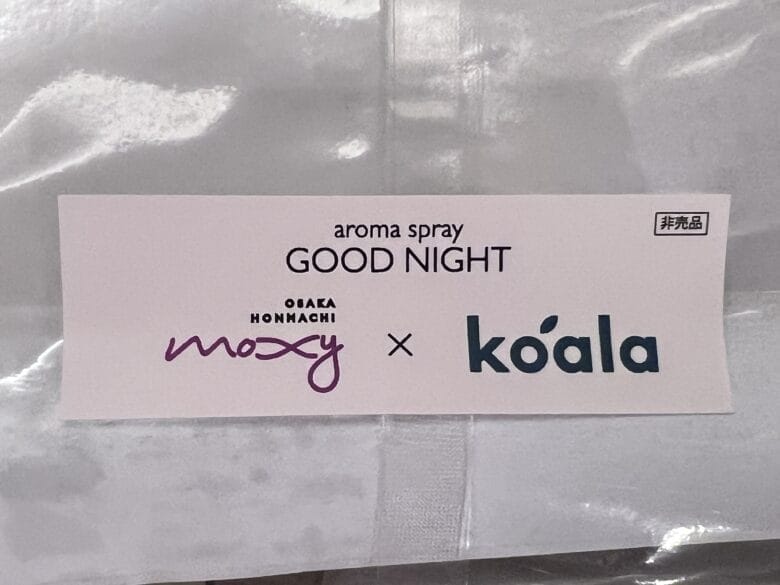 aroma spray
非売品
GOOD NIGHT
OSAKA
HONMACHI
moxy × koala